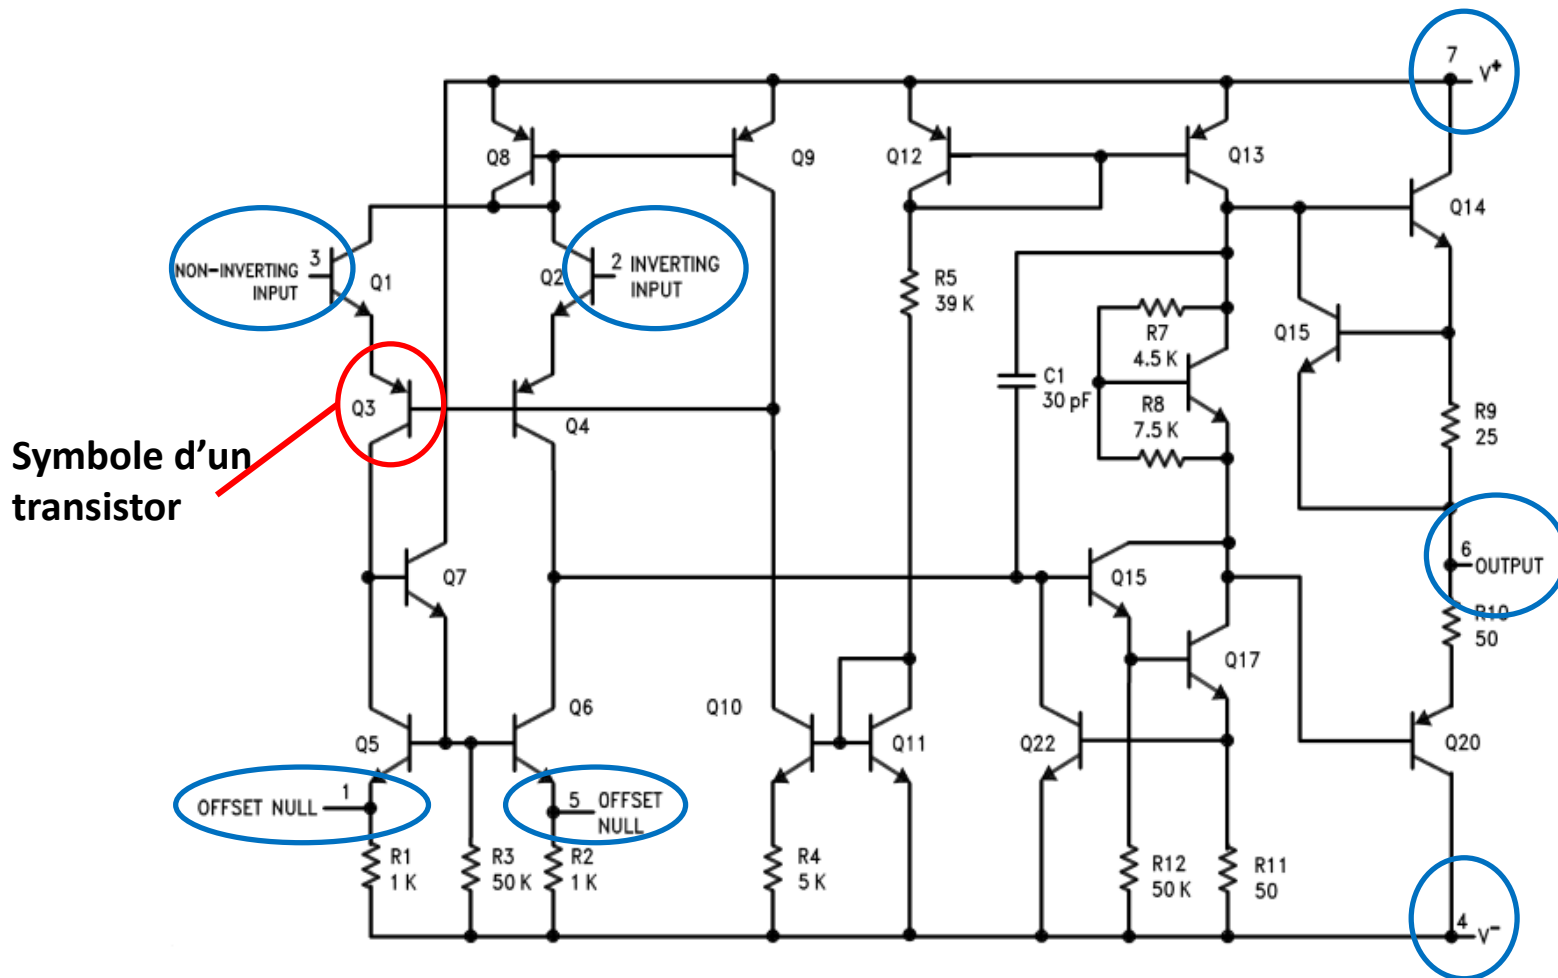 7
V+
Q8
Q9
Q12
Q13
Q14
3
NON-INVERTING
INPUT
Q1
Q2
2 INVERTING
INPUT
R5
39 K
R7
4.5 K
Q15
C1
30 pF
R8
7.5 K
R9
25
Q3
Q4
Symbole d’un
transistor
Q7
Q15
6
OUTPUT
R10
50
Q17
Q5
Q6
Q10
Q11
Q22
Q20
1
OFFSET NULL
5 OFFSET
NULL
R1
1 K
R3
50 K
R2
1 K
R4
5 K
R12
50 K
R11
50
4
V-